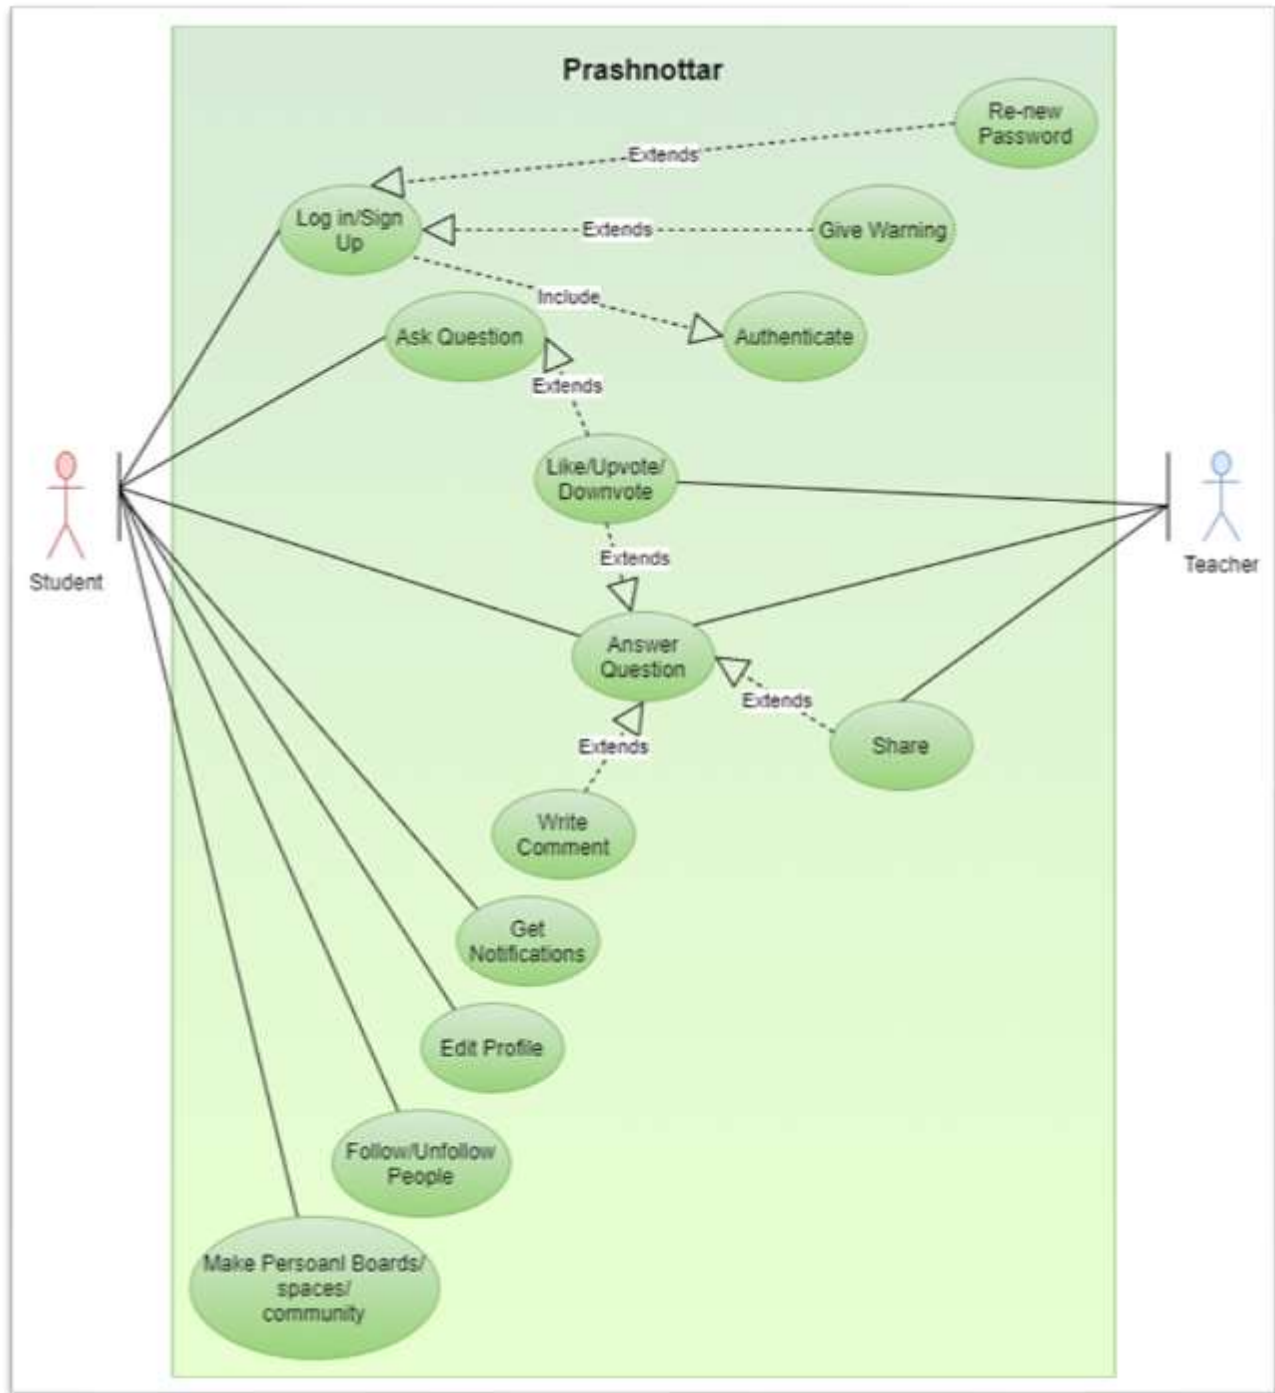 Prashnottar
Re-new
Password
Extends
Log in/Sign
Up
Extends
Give Warning
Include
Ask Question
Authenticate
Extends
Like/Upvote/
Downvote
Student
Teacher
Extends
Answer
Question
Extends
Share
Extends
Write
Comment
Get
Notifications
Edit Profile
Follow/Unfollow
People
Make Persoanl Boards/
spaces/
community